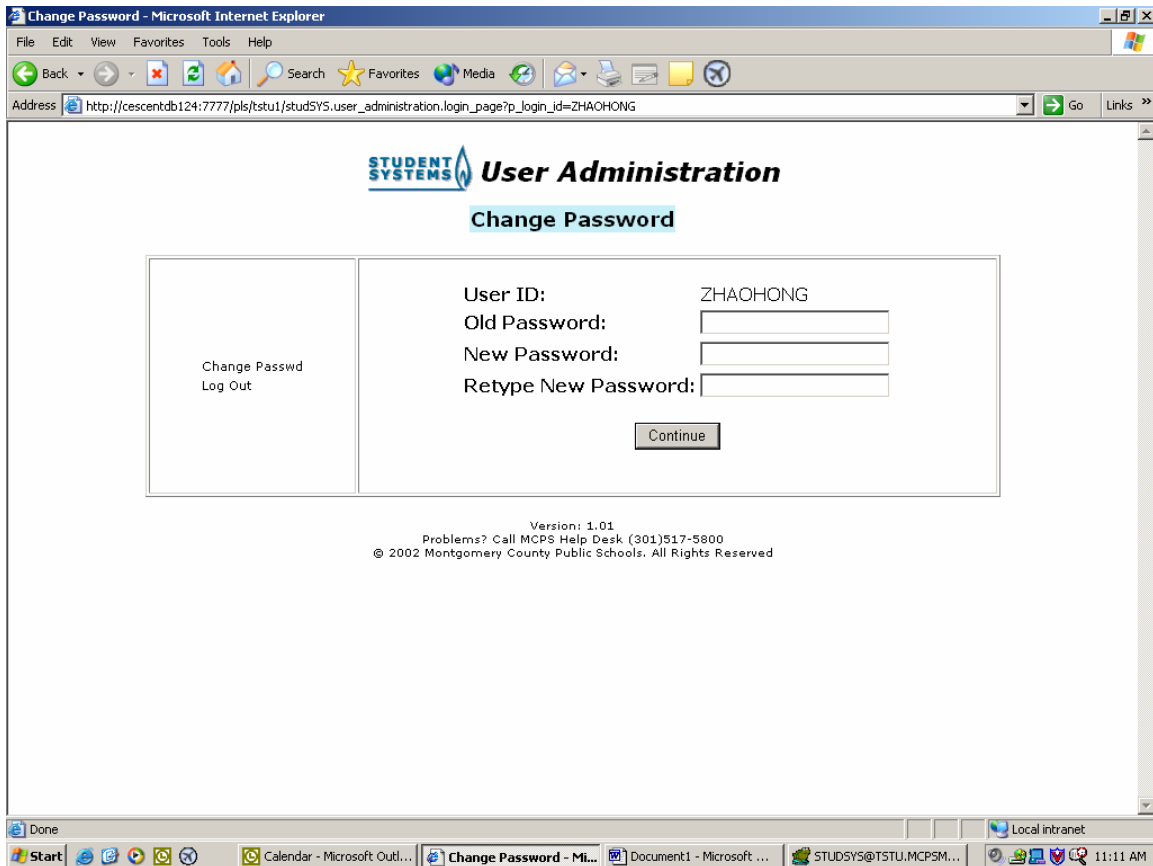 Change Password - Microsoft Internet Explorer
File Edit View Favorites Tools Help
Back Search Favorites Media
Address http://cescentdb124:7777/pls/tstu1/studSYS.user_administration.login_page?p_login_id=ZHAOHONG Go Links »
STUDENT SYSTEMS User Administration
Change Password
User ID: ZHAOHONG
Old Password:
New Password:
Retype New Password:
Change Passwd
Log Out
Continue
Version: 1.01
Problems? Call MCPS Help Desk (301)517-5800
© 2002 Montgomery County Public Schools. All Rights Reserved
Done Local intranet
Start Calendar - Microsoft Outl... Change Password - Mi... Document1 - Microsoft ... STUDSYS@TSTU.MCPSM... 11:11 AM